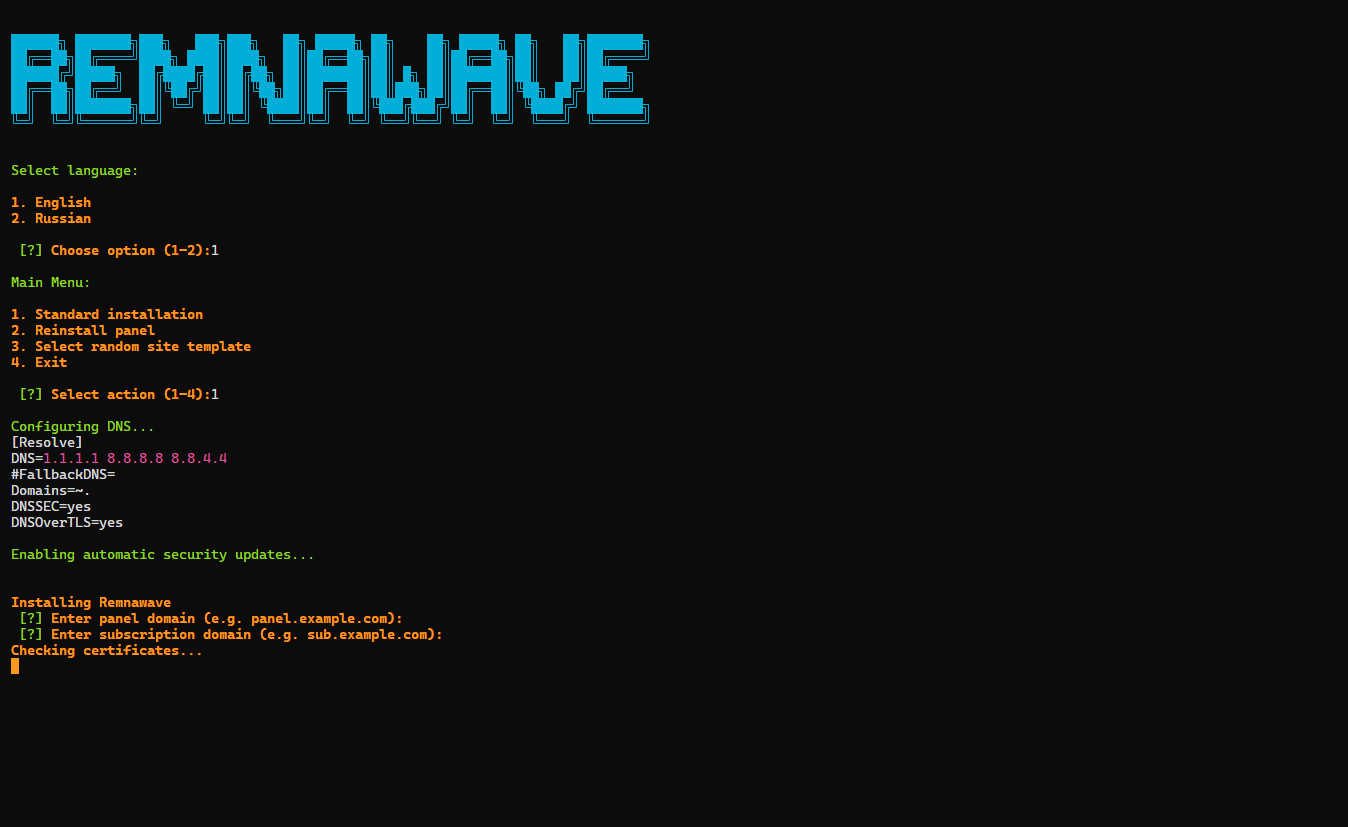 REMNAWAVE
Select language:
1. English
2. Russian
[?] Choose option (1-2):1
Main Menu:
1. Standard installation
2. Reinstall panel
3. Select random site template
4. Exit
[?] Select action (1-4):1
Configuring DNS...
[Resolve]
DNS=1.1.1.1 8.8.8.8 8.8.4.4
#FallbackDNS=
Domains=~.
DNSSEC=yes
DNSOverTLS=yes
Enabling automatic security updates...
Installing Remnawave
[?] Enter panel domain (e.g. panel.example.com):
[?] Enter subscription domain (e.g. sub.example.com):
Checking certificates...